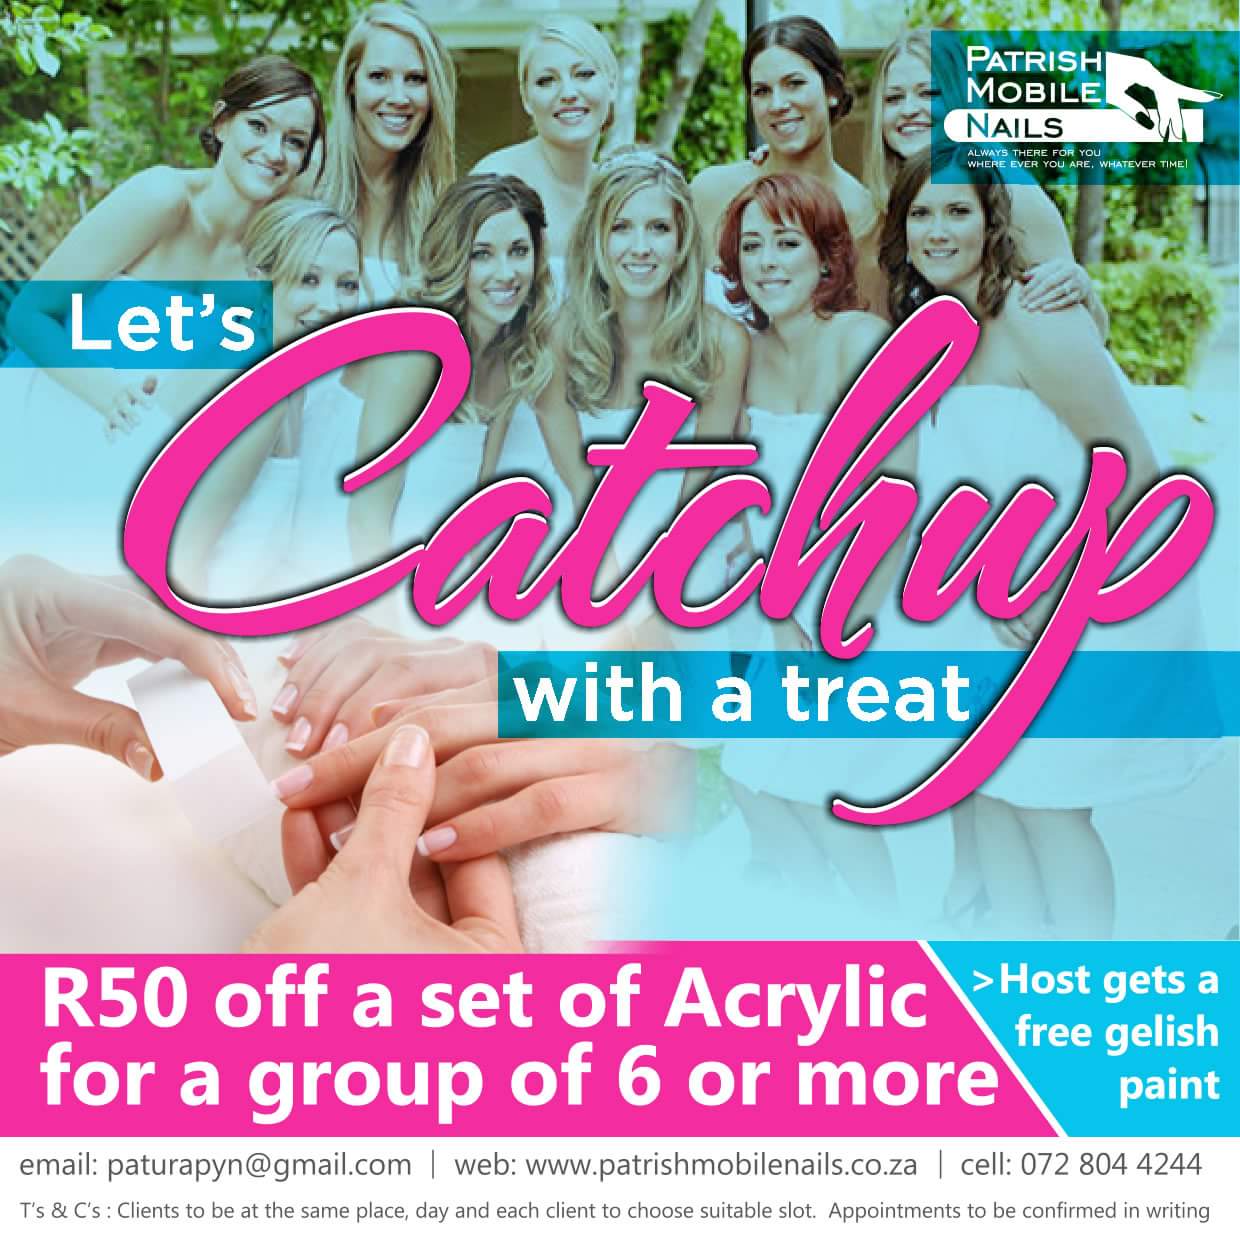 PATRISH
MOBILE
NAILS
ALWAYS THERE FOR YOU
WHERE EVER YOU ARE, WHATEVER TIME!
Let's
Catchup
with a treat
R50 off a set of Acrylic
for a group of 6 or more
>Host gets a
free gelish
paint
email: paturapyn@gmail.com | web: www.patrishmobilenails.co.za | cell: 072 804 4244
T's & C's : Clients to be at the same place, day and each client to choose suitable slot. Appointments to be confirmed in writing